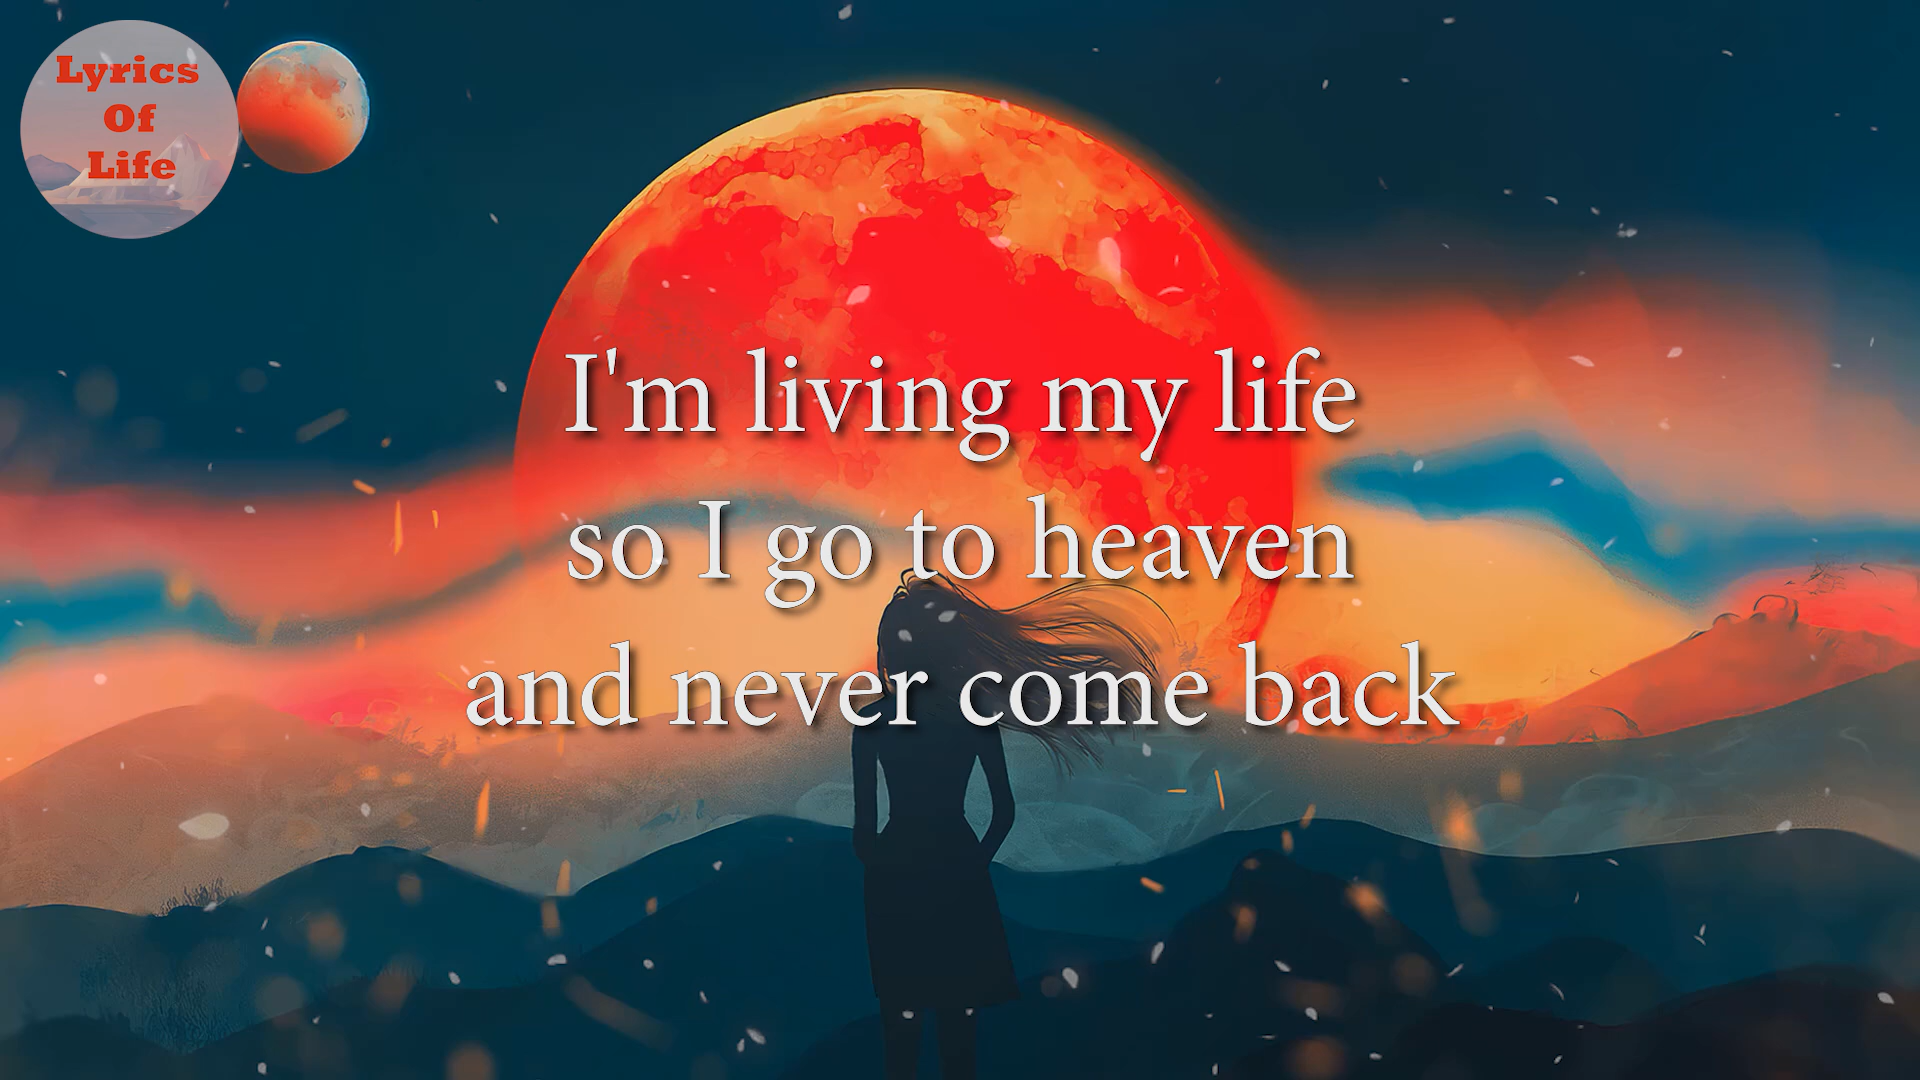 Lyrics
Of
Life
I'm living my life
so I go to heaven
and never come back